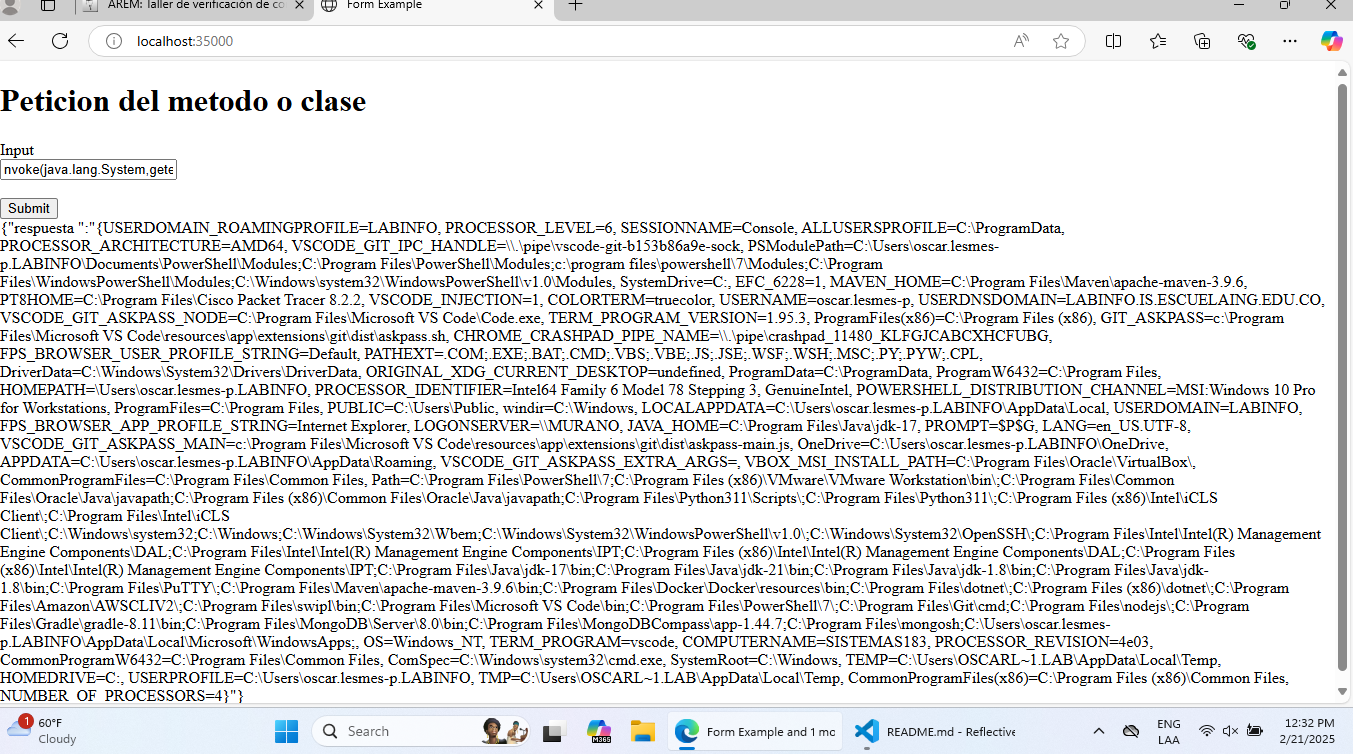 AREM: Taller de verificación de co
Form Example
localhost:35000
Peticion del metodo o clase
Input
nvoke(java.lang.System,gete
Submit
{"respuesta ":"{USERDOMAIN_ROAMINGPROFILE=LABINFO, PROCESSOR_LEVEL=6, SESSIONNAME=Console, ALLUSERSPROFILE=C:\ProgramData,
PROCESSOR_ARCHITECTURE=AMD64, VSCODE_GIT_IPC_HANDLE=\\.\pipe\vscode-git-b153b86a9e-sock, PSModulePath=C:\Users\oscar.lesmes-
p.LABINFO\Documents\PowerShell\Modules;C:\Program Files\PowerShell\Modules;c:\program files\powershell\7\Modules;C:\Program
Files\WindowsPowerShell\Modules;C:\Windows\system32\WindowsPowerShell\v1.0\Modules, SystemDrive=C:, EFC_6228=1, MAVEN_HOME=C:\Program Files\Maven\apache-maven-3.9.6,
PT8HOME=C:\Program Files\Cisco Packet Tracer 8.2.2, VSCODE_INJECTION=1, COLORTERM=truecolor, USERNAME=oscar.lesmes-p, USERDNSDOMAIN=LABINFO.IS.ESCUELAING.EDU.CO,
VSCODE_GIT_ASKPASS_NODE=C:\Program Files\Microsoft VS Code\Code.exe, TERM_PROGRAM_VERSION=1.95.3, ProgramFiles(x86)=C:\Program Files (x86), GIT_ASKPASS=c:\Program
Files\Microsoft VS Code\resources\app\extensions\git\dist\askpass.sh, CHROME_CRASHPAD_PIPE_NAME=\\.\pipe\crashpad_11480_KLFGJCABCXHCFUBG,
FPS_BROWSER_USER_PROFILE_STRING=Default, PATHEXT=.COM;.EXE;.BAT;.CMD;.VBS;.VBE;.JS;.JSE;.WSF;.WSH;.MSC;.PY;.PYW;.CPL,
DriverData=C:\Windows\System32\Drivers\DriverData, ORIGINAL_XDG_CURRENT_DESKTOP=undefined, ProgramData=C:\ProgramData, ProgramW6432=C:\Program Files,
HOMEPATH=\Users\oscar.lesmes-p.LABINFO, PROCESSOR_IDENTIFIER=Intel64 Family 6 Model 78 Stepping 3, GenuineIntel, POWERSHELL_DISTRIBUTION_CHANNEL=MSI:Windows 10 Pro
for Workstations, ProgramFiles=C:\Program Files, PUBLIC=C:\Users\Public, windir=C:\Windows, LOCALAPPDATA=C:\Users\oscar.lesmes-p.LABINFO\AppData\Local, USERDOMAIN=LABINFO,
FPS_BROWSER_APP_PROFILE_STRING=Internet Explorer, LOGONSERVER=\\MURANO, JAVA_HOME=C:\Program Files\Java\jdk-17, PROMPT=$P$G, LANG=en_US.UTF-8,
VSCODE_GIT_ASKPASS_MAIN=c:\Program Files\Microsoft VS Code\resources\app\extensions\git\dist\askpass-main.js, OneDrive=C:\Users\oscar.lesmes-p.LABINFO\OneDrive,
APPDATA=C:\Users\oscar.lesmes-p.LABINFO\AppData\Roaming, VSCODE_GIT_ASKPASS_EXTRA_ARGS=, VBOX_MSI_INSTALL_PATH=C:\Program Files\Oracle\VirtualBox\,
CommonProgramFiles=C:\Program Files\Common Files, Path=C:\Program Files\PowerShell\7;C:\Program Files (x86)\VMware\VMware Workstation\bin\;C:\Program Files\Common
Files\Oracle\Java\javapath;C:\Program Files (x86)\Common Files\Oracle\Java\javapath;C:\Program Files\Python311\Scripts\;C:\Program Files\Python311\;C:\Program Files (x86)\Intel\iCLS
Client\;C:\Program Files\Intel\iCLS
Client\;C:\Windows\system32;C:\Windows;C:\Windows\System32\Wbem;C:\Windows\System32\WindowsPowerShell\v1.0\;C:\Windows\System32\OpenSSH\;C:\Program Files\Intel\Intel(R) Management
Engine Components\DAL;C:\Program Files\Intel\Intel(R) Management Engine Components\IPT;C:\Program Files (x86)\Intel\Intel(R) Management Engine Components\DAL;C:\Program Files
(x86)\Intel\Intel(R) Management Engine Components\IPT;C:\Program Files\Java\jdk-17\bin;C:\Program Files\Java\jdk-21\bin;C:\Program Files\Java\jdk-1.8\bin;C:\Program Files\Java\jdk-
1.8\bin;C:\Program Files\PuTTY\;C:\Program Files\Maven\apache-maven-3.9.6\bin;C:\Program Files\Docker\Docker\resources\bin;C:\Program Files\dotnet\;C:\Program Files (x86)\dotnet\;C:\Program
Files\Amazon\AWSCLIV2\;C:\Program Files\swipl\bin;C:\Program Files\Microsoft VS Code\bin;C:\Program Files\PowerShell\7\;C:\Program Files\Git\cmd;C:\Program Files\nodejs\;C:\Program
Files\Gradle\gradle-8.11\bin;C:\Program Files\MongoDB\Server\8.0\bin;C:\Program Files\MongoDBCompass\app-1.44.7;C:\Program Files\mongosh;C:\Users\oscar.lesmes-
p.LABINFO\AppData\Local\Microsoft\WindowsApps;, OS=Windows_NT, TERM_PROGRAM=vscode, COMPUTERNAME=SISTEMAS183, PROCESSOR_REVISION=4e03,
CommonProgramW6432=C:\Program Files\Common Files, ComSpec=C:\Windows\system32\cmd.exe, SystemRoot=C:\Windows, TEMP=C:\Users\OSCARL~1.LAB\AppData\Local\Temp,
HOMEDRIVE=C:, USERPROFILE=C:\Users\oscar.lesmes-p.LABINFO, TMP=C:\Users\OSCARL~1.LAB\AppData\Local\Temp, CommonProgramFiles(x86)=C:\Program Files (x86)\Common Files,
NUMBER_OF_PROCESSORS=4}"}
1
60°F
Cloudy
Search
M365
Form Example and 1 mo
README.md - Reflective
ENG
LAA
12:32 PM
2/21/2025